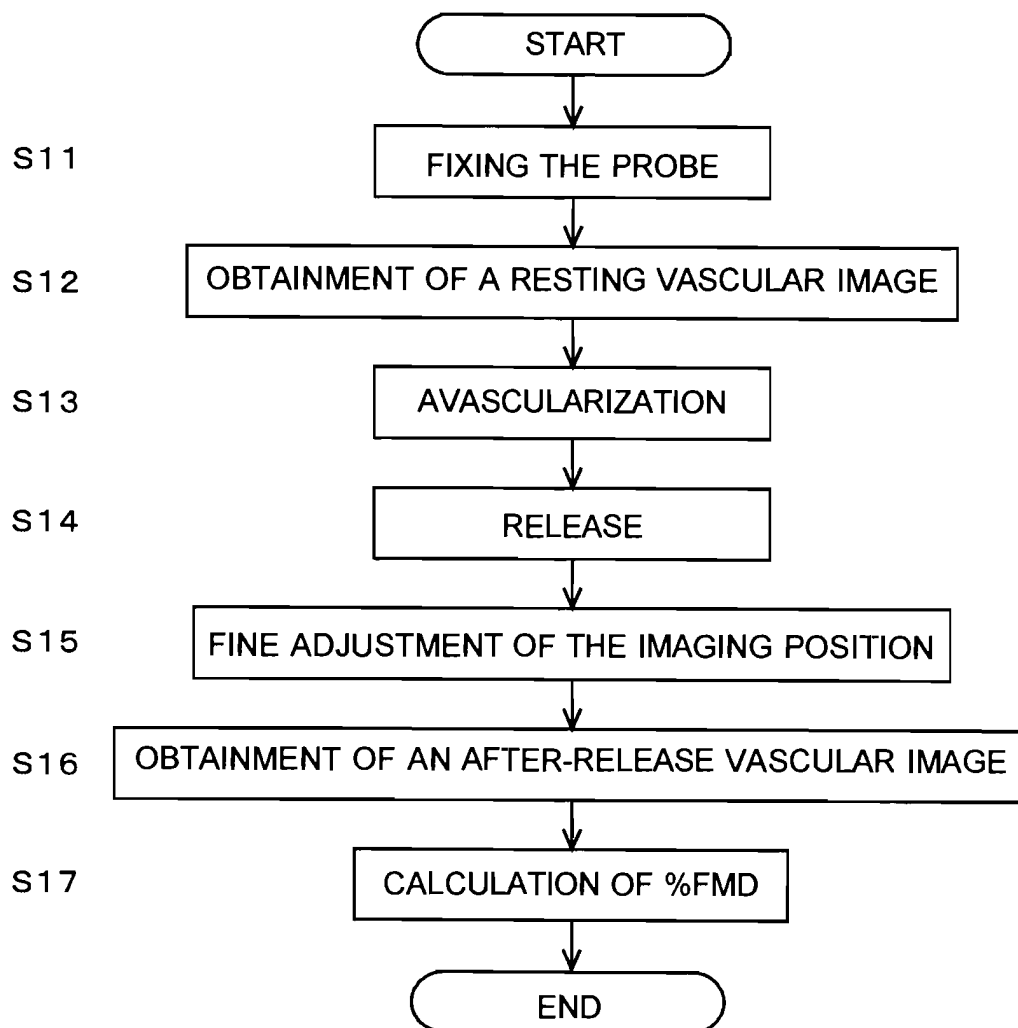 START
S11
FIXING THE PROBE
S12
OBTAINMENT OF A RESTING VASCULAR IMAGE
S13
AVASCULARIZATION
S14
RELEASE
S15
FINE ADJUSTMENT OF THE IMAGING POSITION
S16
OBTAINMENT OF AN AFTER-RELEASE VASCULAR IMAGE
S17
CALCULATION OF %FMD
END